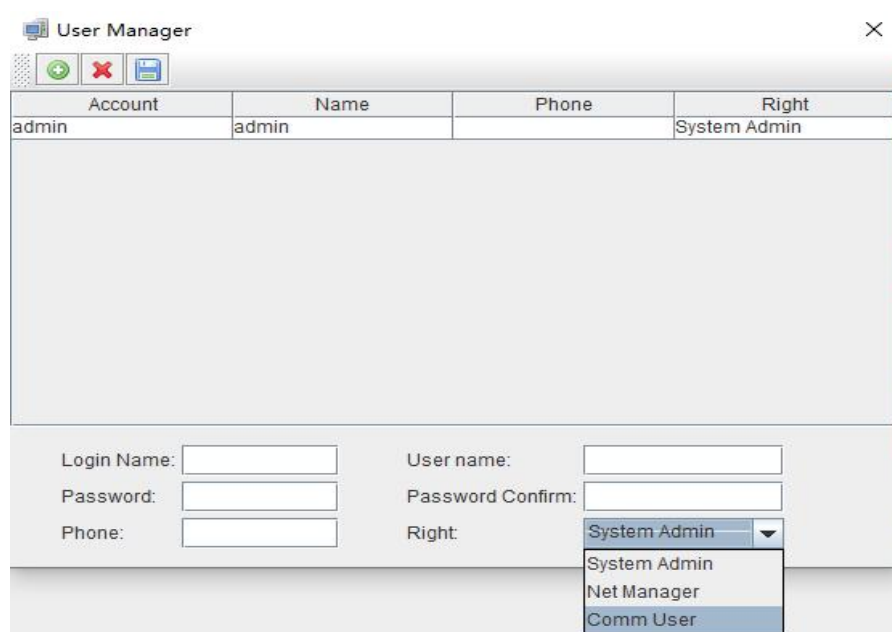 User Manager
Account Name Phone Right
admin admin System Admin
Login Name: User name:
Password: Password Confirm:
Phone: Right: System Admin
System Admin
Net Manager
Comm User